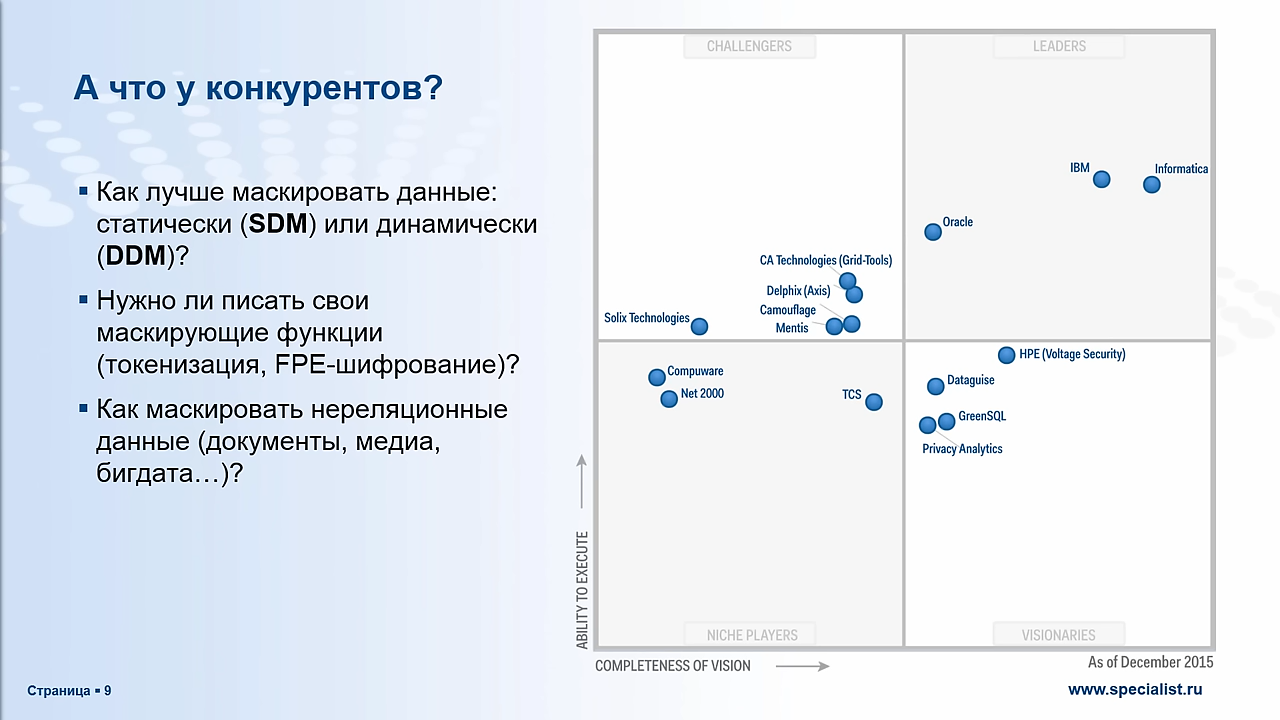 А что у конкурентов?
▪ Как лучше маскировать данные:
статически (SDM) или динамически
(DDM)?
▪ Нужно ли писать свои
маскирующие функции
(токенизация, FPE-шифрование)?
▪ Как маскировать нереляционные
данные (документы, медиа,
бигдата…)?
CHALLENGERS
LEADERS
IBM
Informatica
Oracle
CA Technologies (Grid-Tools)
Delphix (Axis)
Camouflage
Solix Technologies
Mentis
HPE (Voltage Security)
Compuware
Dataguise
Net 2000
TCS
GreenSQL
Privacy Analytics
NICHE PLAYERS
VISIONARIES
ABILITY TO EXECUTE
COMPLETENESS OF VISION
As of December 2015
Страница ▪ 9
www.specialist.ru